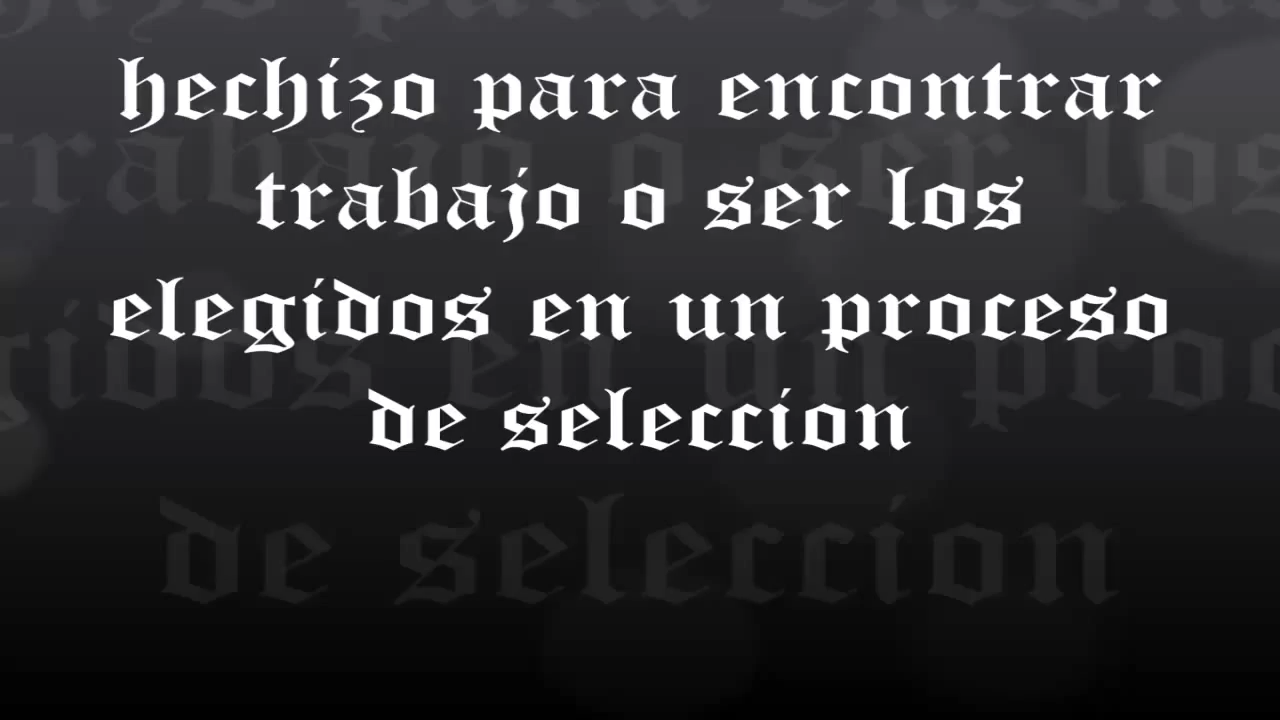 hechizo para encontrar
trabajo o ser los
elegidos en un proceso
de seleccion